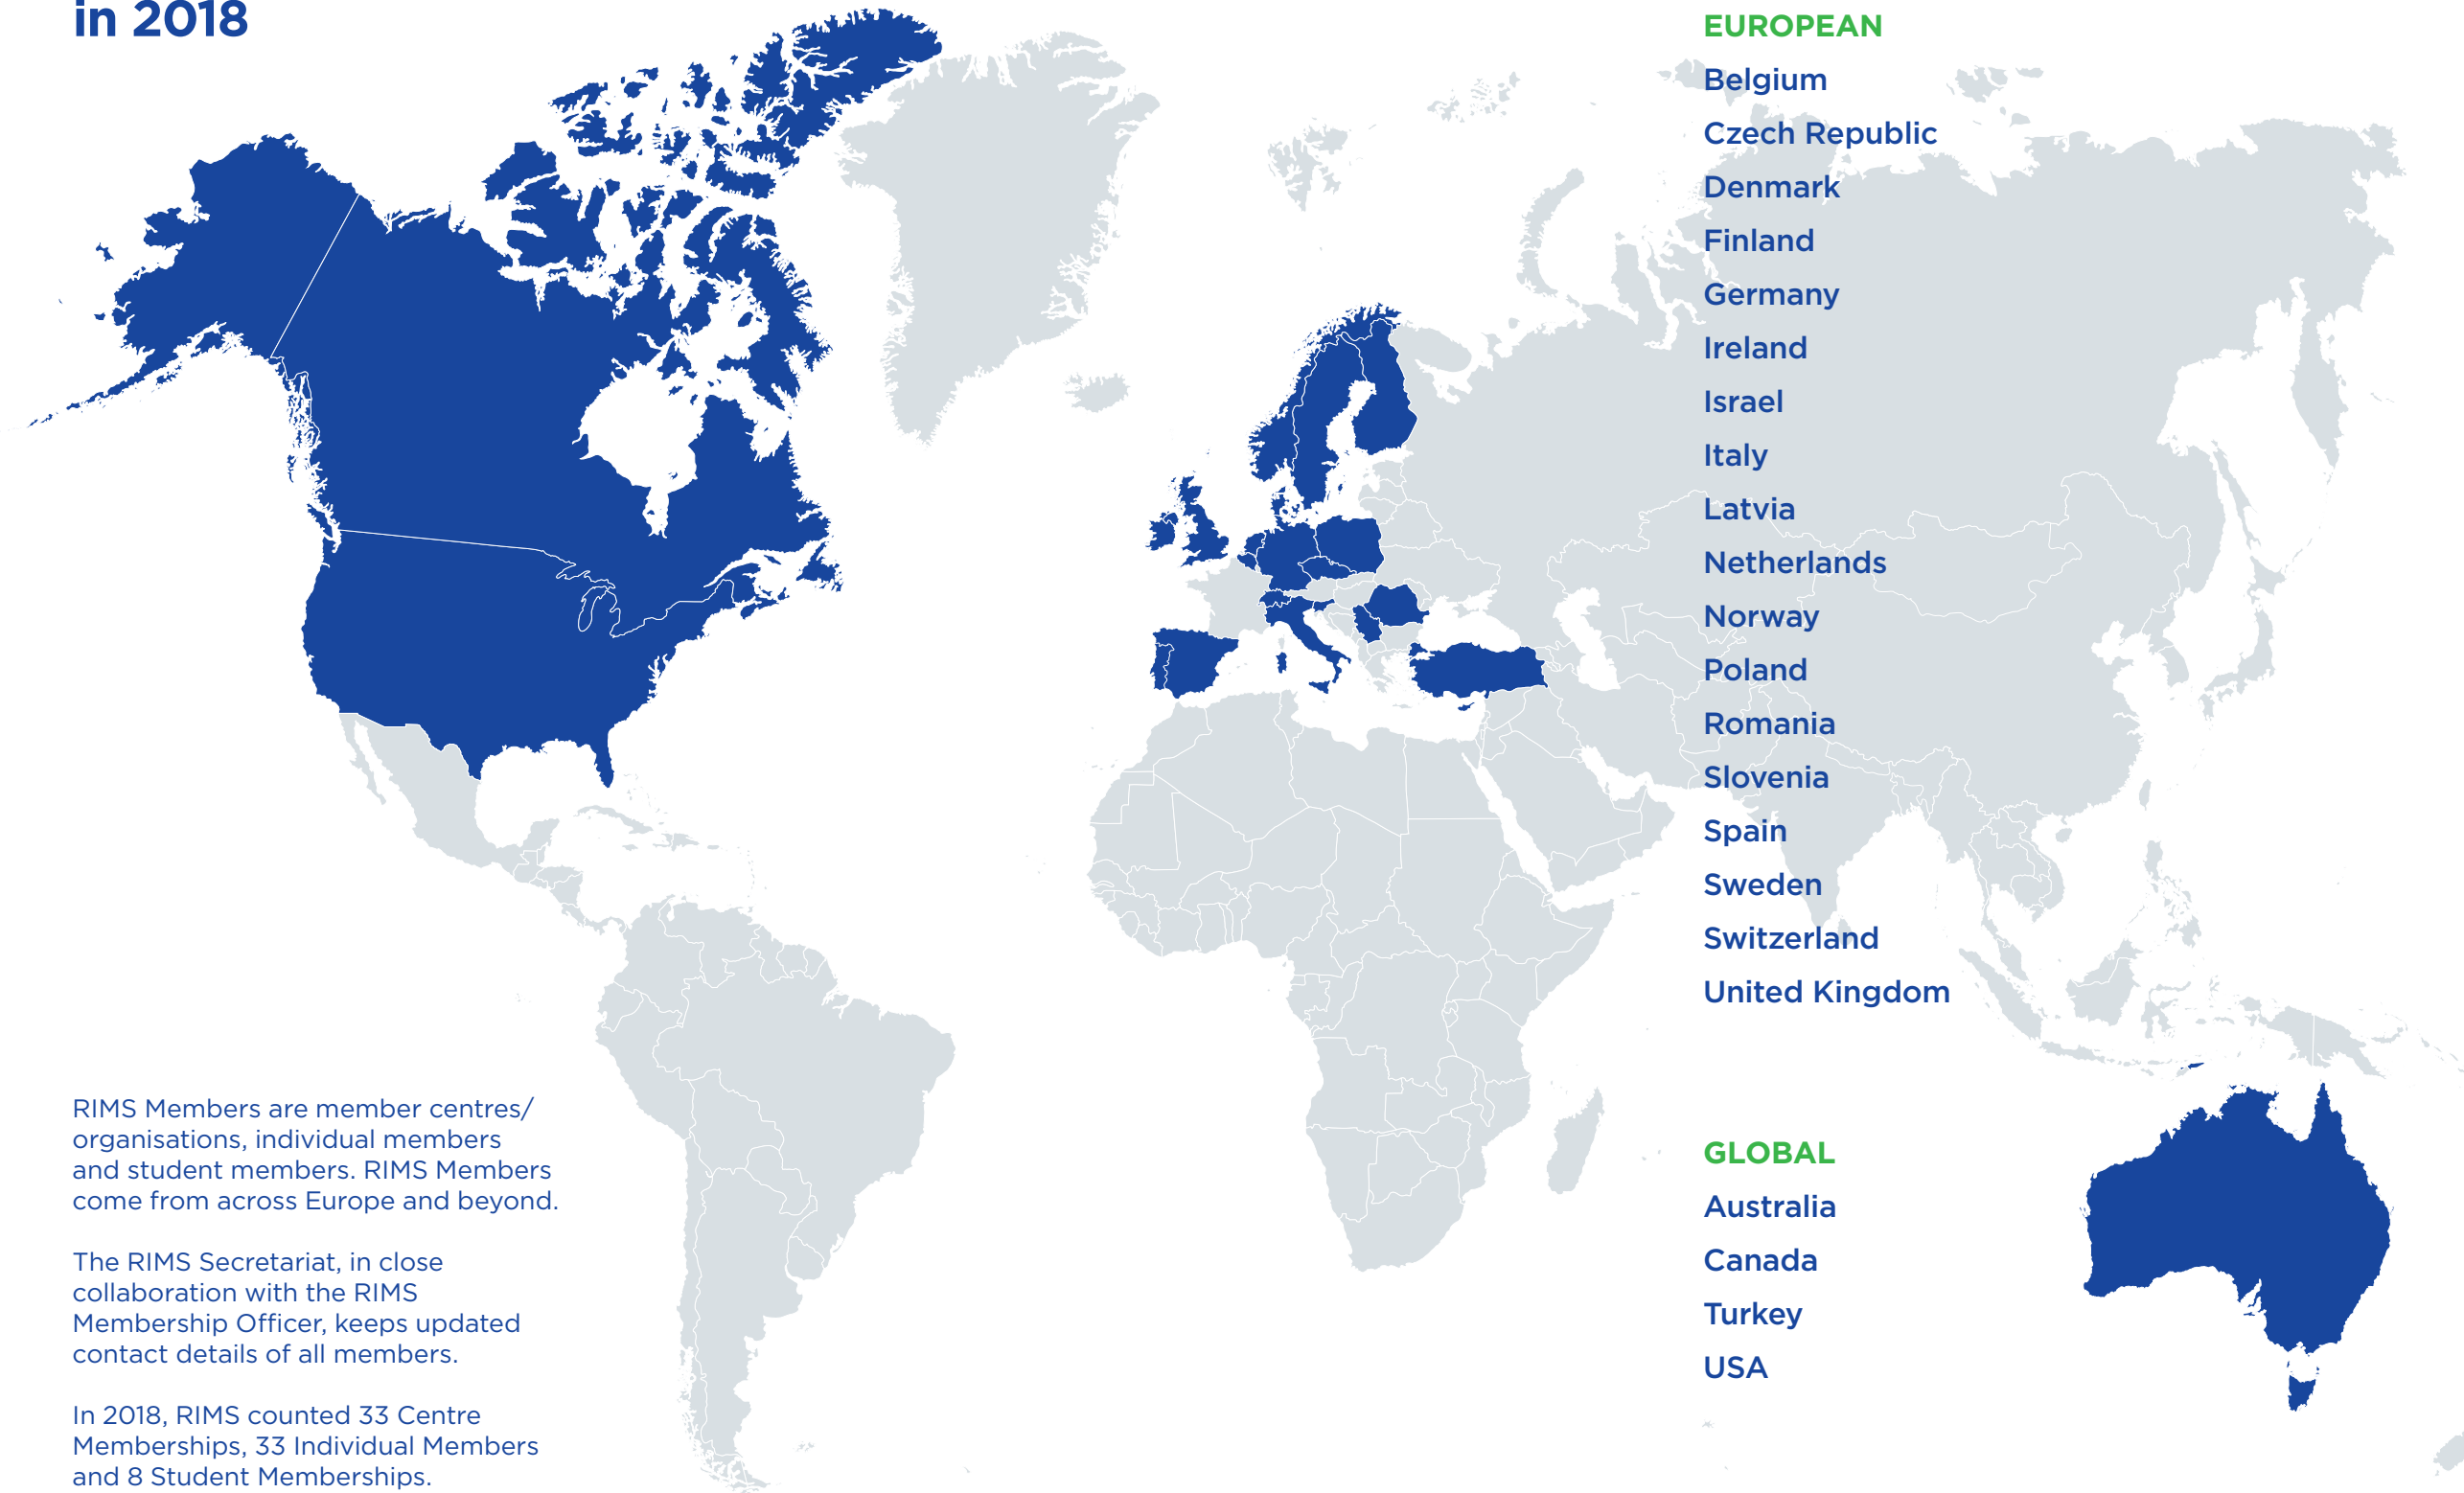 in 2018
RIMS Members are member centres/
organisations, individual members
and student members. RIMS Members
come from across Europe and beyond.
The RIMS Secretariat, in close
collaboration with the RIMS
Membership Officer, keeps updated
contact details of all members.
In 2018, RIMS counted 33 Centre
Memberships, 33 Individual Members
and 8 Student Memberships.
EUROPEAN
Belgium
Czech Republic
Denmark
Finland
Germany
Ireland
Israel
Italy
Latvia
Netherlands
Norway
Poland
Romania
Slovenia
Spain
Sweden
Switzerland
United Kingdom
GLOBAL
Australia
Canada
Turkey
USA